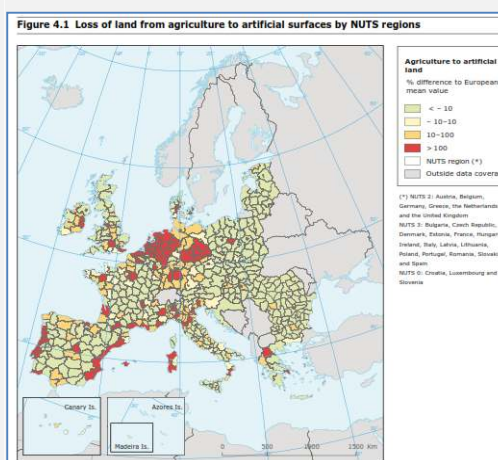 Figure 4.1 Loss of land from agriculture to artificial surfaces by NUTS regions
Agriculture to artificial
land
% difference to European
mean value
< – 10
– 10–10
10–100
> 100
NUTS region (*)
Outside data covera
(*) NUTS 2: Austria, Belgium,
Germany, Greece, the Netherlands
and the United Kingdom
NUTS 3: Bulgaria, Czech Republic,
Denmark, Estonia, France, Hungar
Ireland, Italy, Latvia, Lithuania,
Poland, Portugal, Romania, Slovaki
and Spain
NUTS 0: Croatia, Luxembourg and
Slovenia
Canary Is.
Azores Is.
Madeira Is.
0 500 1000 1500 Km